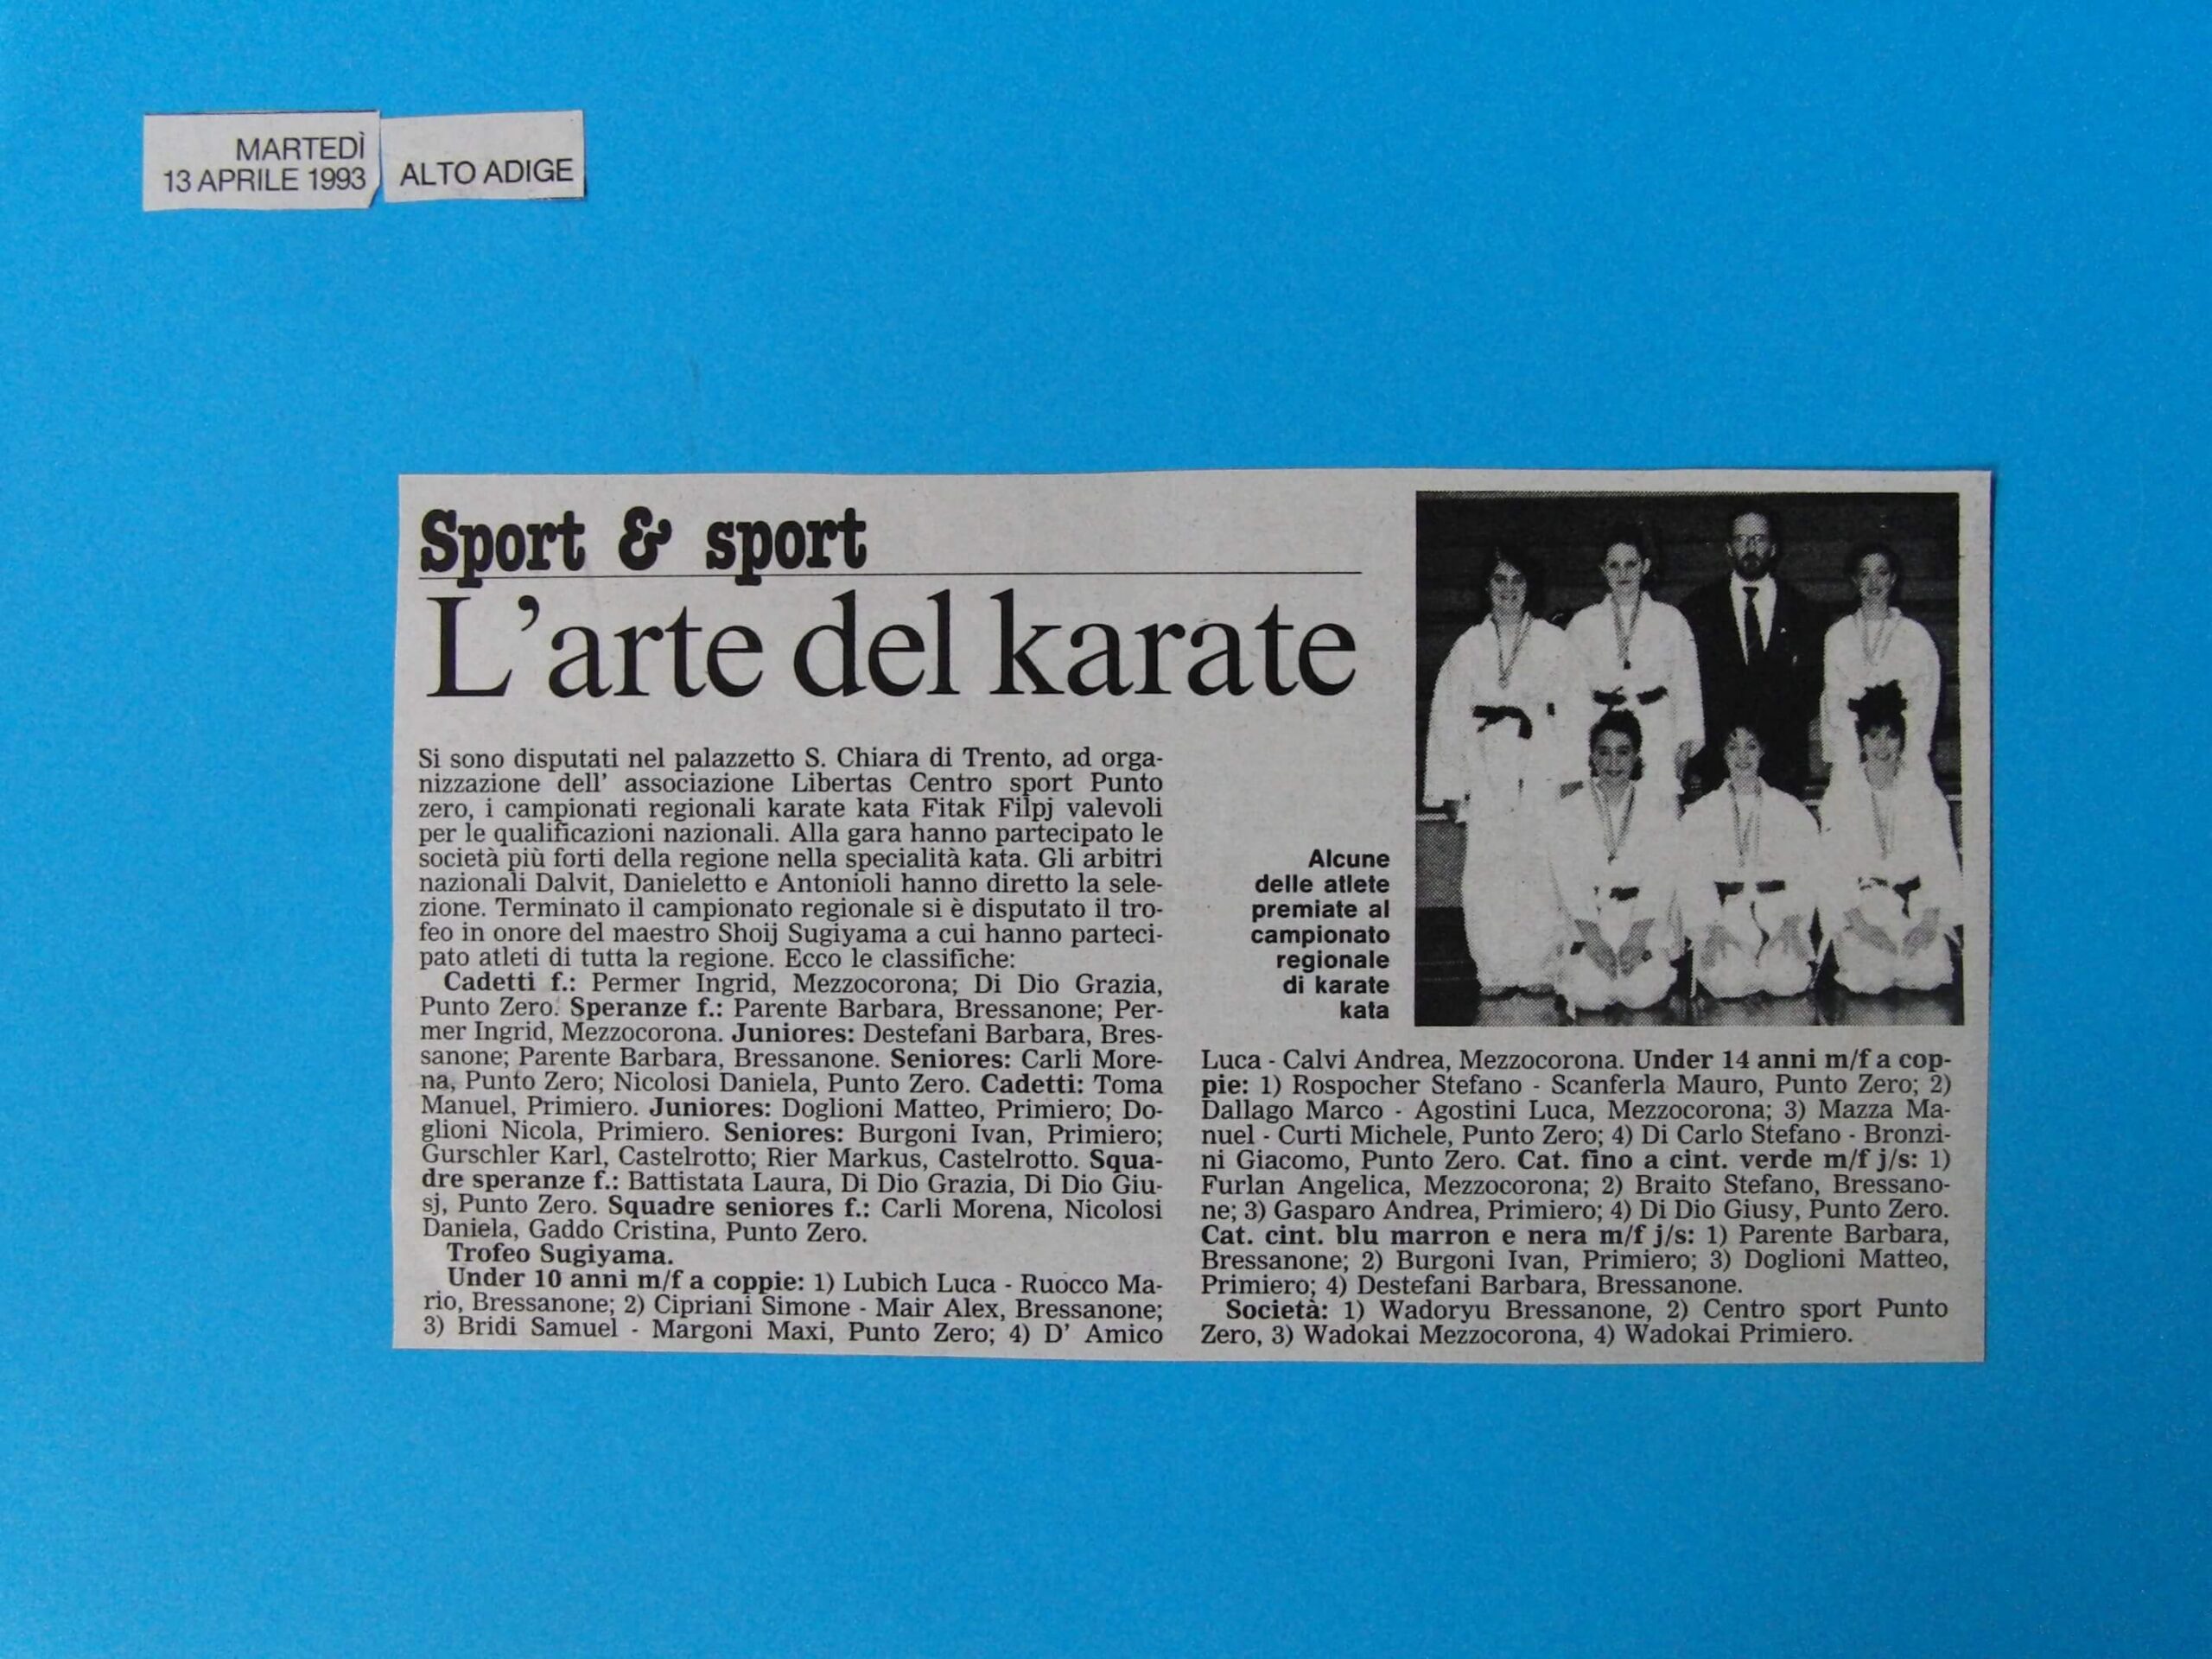 MARTEDÌ
13 APRILE 1993
ALTO ADIGE
Sport & sport
L'arte del karate
Si sono disputati nel palazzetto S. Chiara di Trento, ad orga-
nizzazione dell' associazione Libertas Centro sport Punto
zero, i campionati regionali karate kata Fitak Filpj valevoli
per le qualificazioni nazionali. Alla gara hanno partecipato le
società più forti della regione nella specialità kata. Gli arbitri
nazionali Dalvit, Danieletto e Antonioli hanno diretto la sele-
zione. Terminato il campionato regionale si è disputato il tro-
feo in onore del maestro Shoij Sugiyama a cui hanno parteci-
pato atleti di tutta la regione. Ecco le classifiche:
Cadetti f.: Permer Ingrid, Mezzocorona; Di Dio Grazia,
Punto Zero. Speranze f.: Parente Barbara, Bressanone; Per-
mer Ingrid, Mezzocorona. Juniores: Destefani Barbara, Bres-
sanone; Parente Barbara, Bressanone. Seniores: Carli More-
na, Punto Zero; Nicolosi Daniela, Punto Zero. Cadetti: Toma
Manuel, Primiero. Juniores: Doglioni Matteo, Primiero; Do-
glioni Nicola, Primiero. Seniores: Burgoni Ivan, Primiero;
Gurschler Karl, Castelrotto; Rier Markus, Castelrotto. Squa-
dre speranze f.: Battistata Laura, Di Dio Grazia, Di Dio Giu-
sj, Punto Zero. Squadre seniores f.: Carli Morena, Nicolosi
Daniela, Gaddo Cristina, Punto Zero.
Trofeo Sugiyama.
Under 10 anni m/f a coppie: 1) Lubich Luca - Ruocco Ma-
rio, Bressanone; 2) Cipriani Simone - Mair Alex, Bressanone;
3) Bridi Samuel - Margoni Maxi, Punto Zero; 4) D' Amico
Alcune
delle atlete
premiate al
campionato
regionale
di karate
kata
Luca - Calvi Andrea, Mezzocorona. Under 14 anni m/f a cop-
pie: 1) Rospocher Stefano - Scanferla Mauro, Punto Zero; 2)
Dallago Marco - Agostini Luca, Mezzocorona; 3) Mazza Ma-
nuel - Curti Michele, Punto Zero; 4) Di Carlo Stefano - Bronzi-
ni Giacomo, Punto Zero. Cat. fino a cint. verde m/f j/s: 1)
Furlan Angelica, Mezzocorona; 2) Braito Stefano, Bressano-
ne; 3) Gasparo Andrea, Primiero; 4) Di Dio Giusy, Punto Zero.
Cat. cint. blu marron e nera m/f j/s: 1) Parente Barbara,
Bressanone; 2) Burgoni Ivan, Primiero; 3) Doglioni Matteo,
Primiero; 4) Destefani Barbara, Bressanone.
Società: 1) Wadoryu Bressanone, 2) Centro sport Punto
Zero, 3) Wadokai Mezzocorona, 4) Wadokai Primiero.